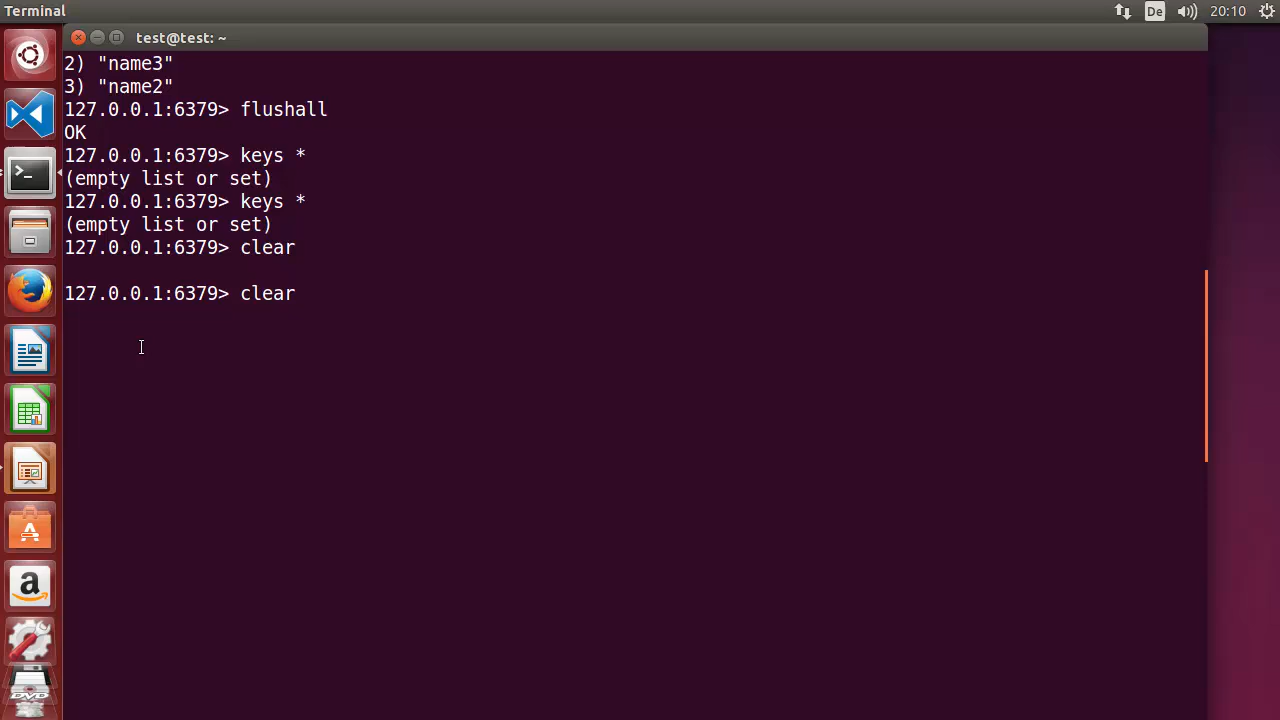 Terminal
De
20:10
test@test: ~
2) "name3"
3) "name2"
127.0.0.1:6379> flushall
OK
127.0.0.1:6379> keys *
(empty list or set)
127.0.0.1:6379> keys *
(empty list or set)
127.0.0.1:6379> clear
127.0.0.1:6379> clear
>_
A
a
DVD